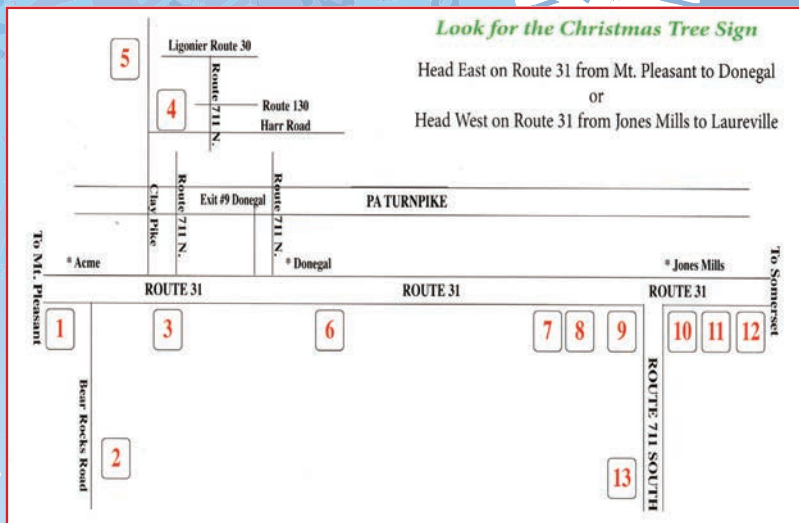 Look for the Christmas Tree Sign
Head East on Route 31 from Mt. Pleasant to Donegal
or
Head West on Route 31 from Jones Mills to Laureville
5
Ligonier Route 30
Route 711 N.
4
Route 130
Harr Road
Clay Pike
Route 711 N.
Exit #9 Donegal
Route 711 N.
PA TURNPIKE
To Mt. Pleasant
* Acme
* Donegal
* Jones Mills
To Somerset
ROUTE 31
ROUTE 31
ROUTE 31
1
3
6
7
8
9
10
11
12
Bear Rocks Road
2
ROUTE 711 SOUTH
13